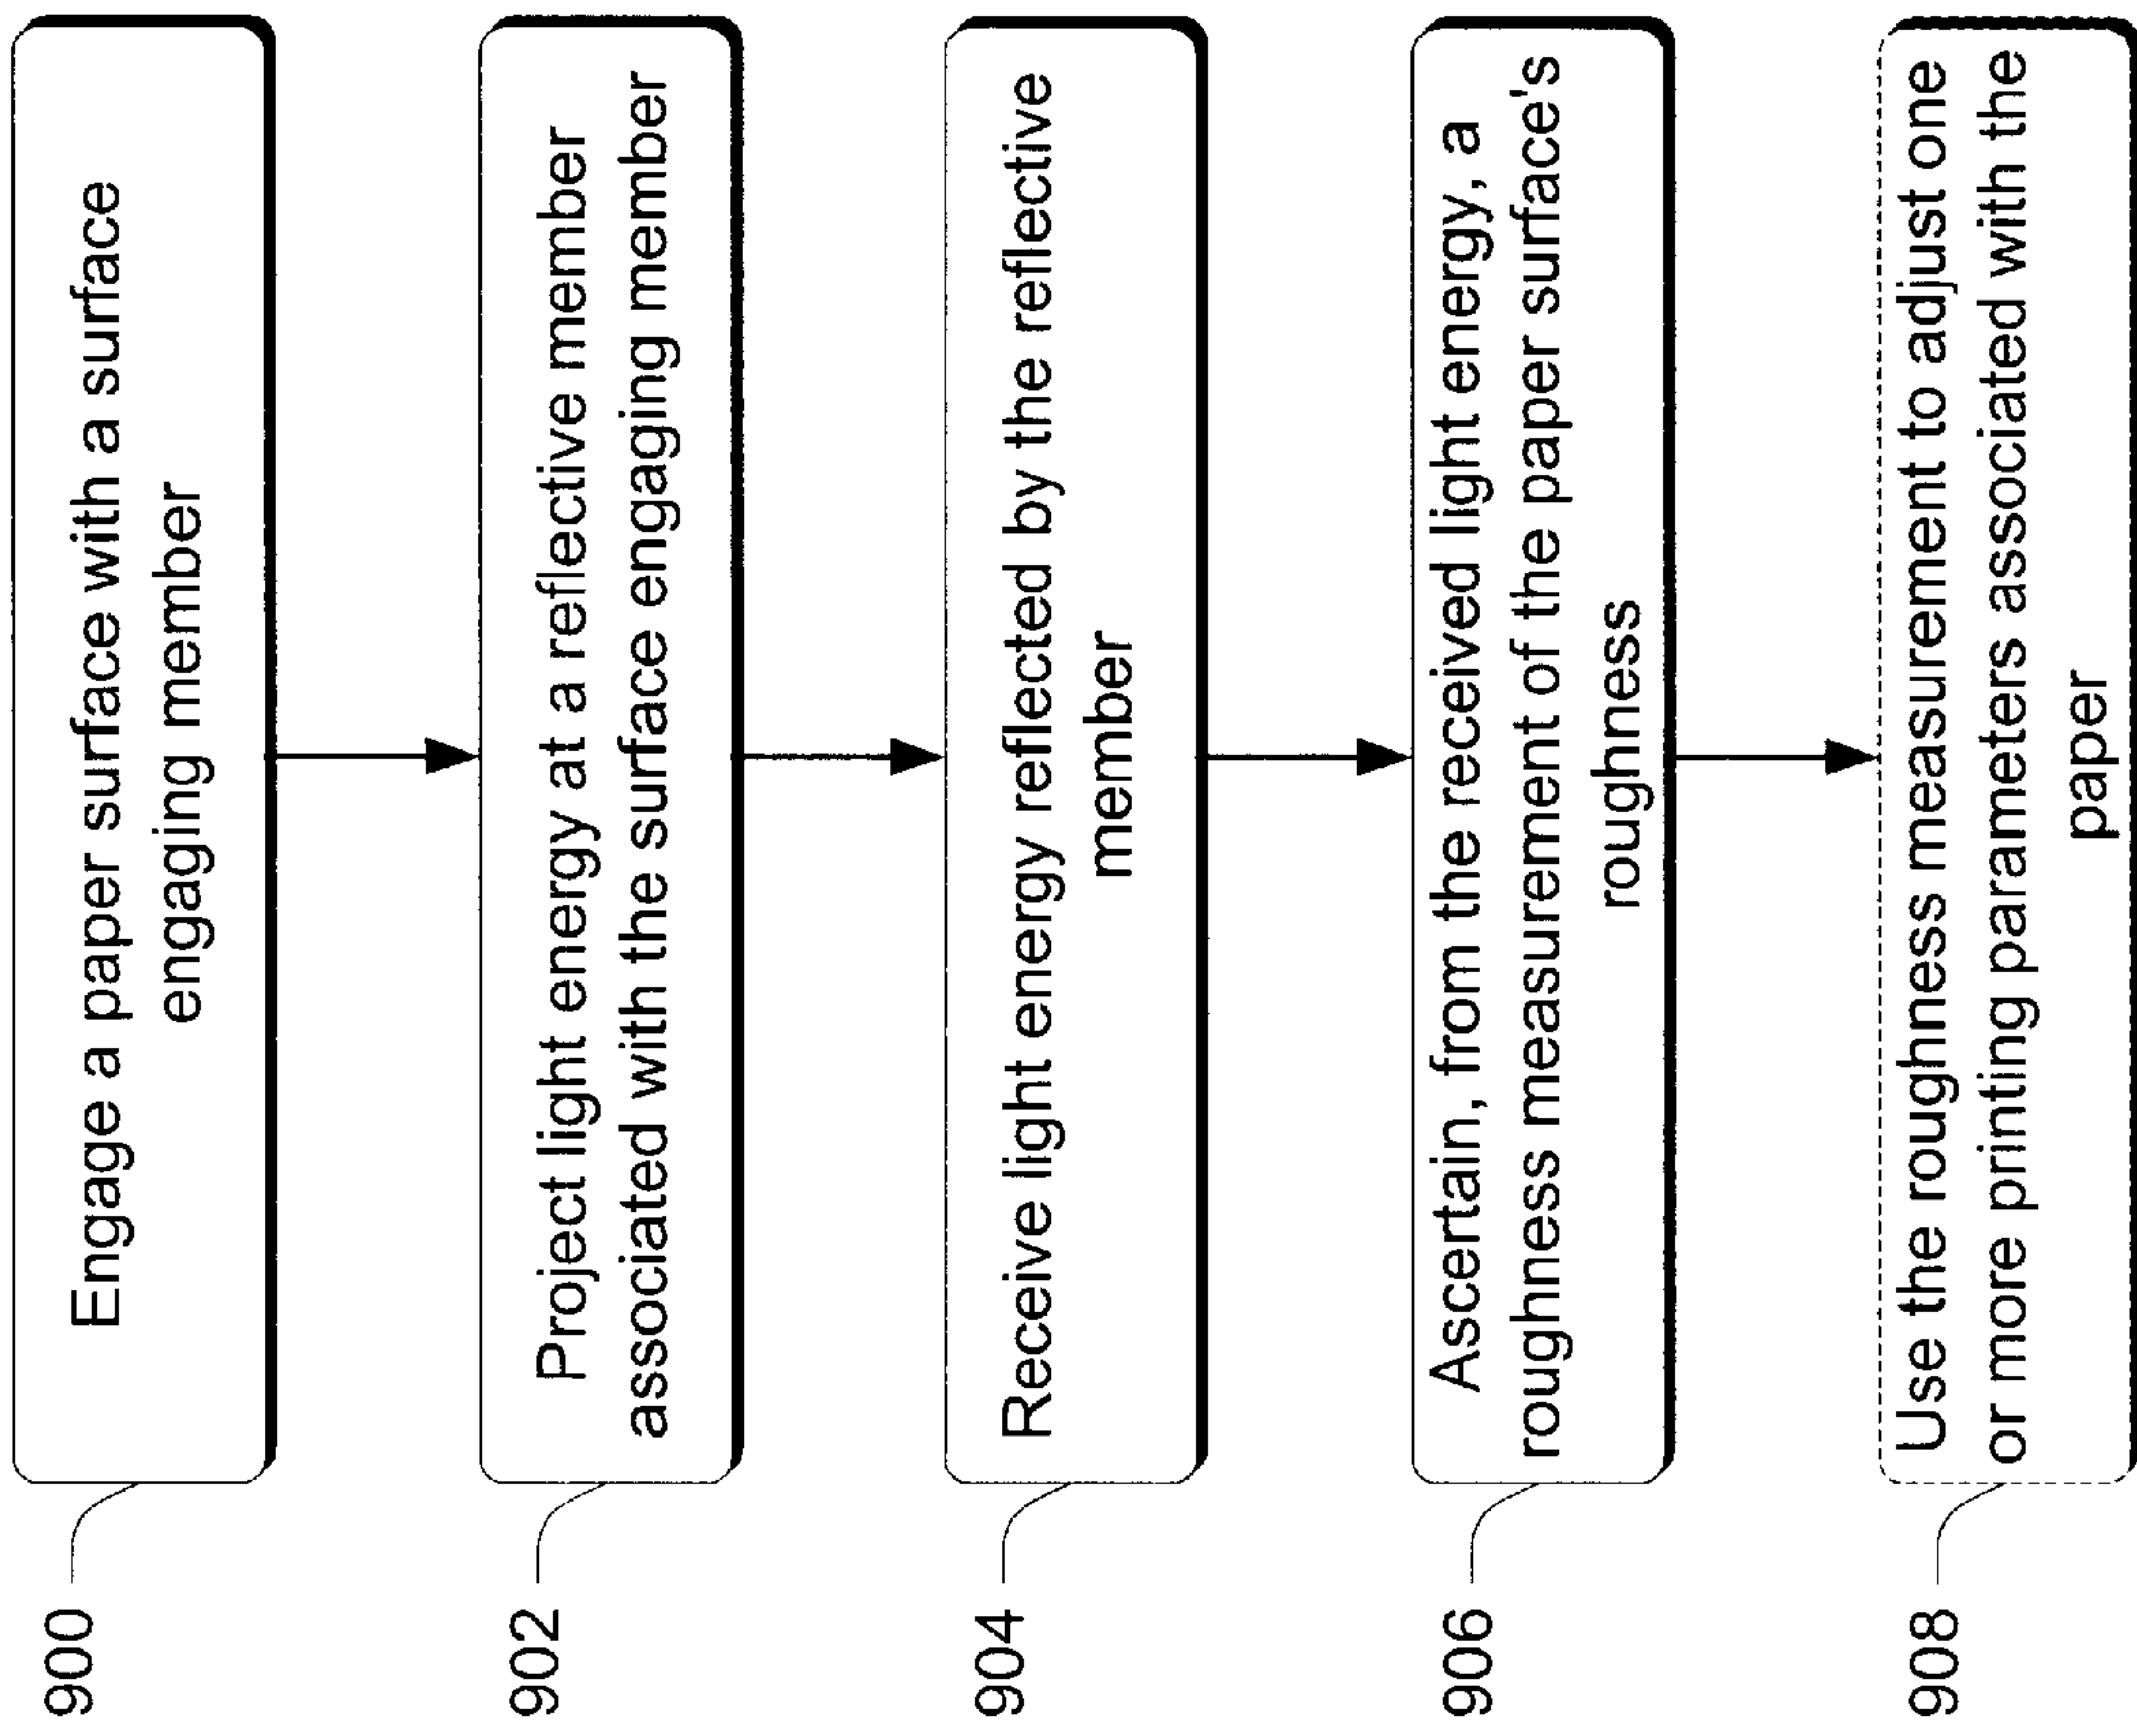 900
Engage a paper surface with a surface
engaging member
902
Project light energy at a reflective member
associated with the surface engaging member
904
Receive light energy reflected by the reflective
member
906
Ascertain, from the received light energy, a
roughness measurement of the paper surface's
roughness
908
Use the roughness measurement to adjust one
or more printing parameters associated with the
paper